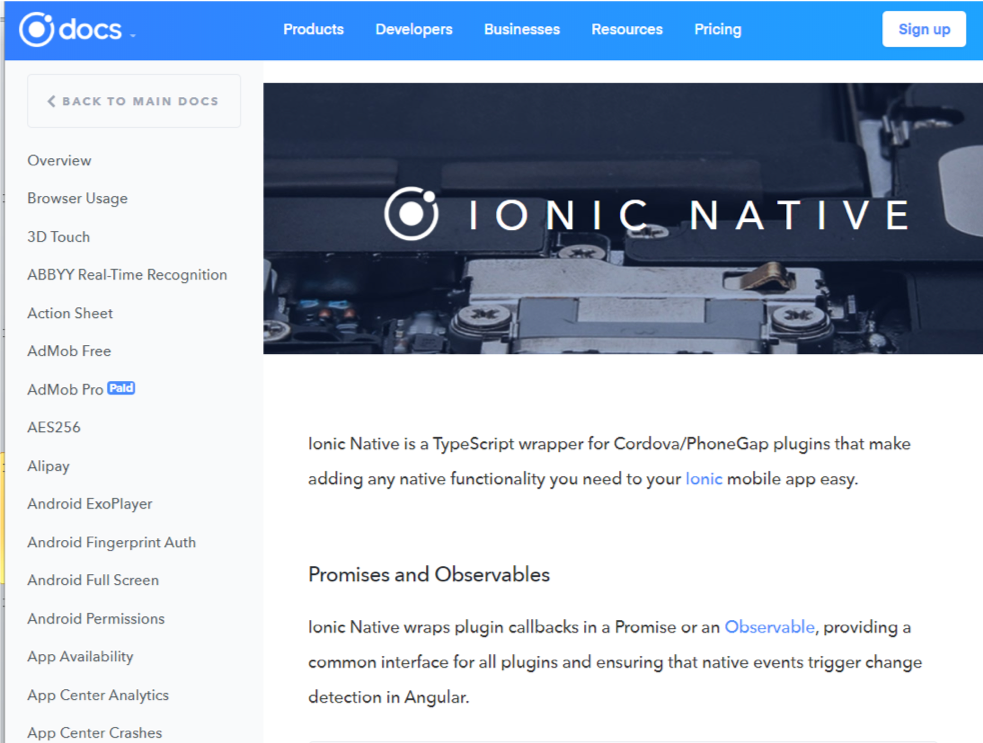 docs
Products
Developers
Businesses
Resources
Pricing
Sign up
BACK TO MAIN DOCS
Overview
Browser Usage
3D Touch
ABBYY Real-Time Recognition
Action Sheet
AdMob Free
AdMob Pro Paid
AES256
Alipay
Android ExoPlayer
Android Fingerprint Auth
Android Full Screen
Android Permissions
App Availability
App Center Analytics
App Center Crashes
IONIC NATIVE
Ionic Native is a TypeScript wrapper for Cordova/PhoneGap plugins that make
adding any native functionality you need to your Ionic mobile app easy.
Promises and Observables
Ionic Native wraps plugin callbacks in a Promise or an Observable, providing a
common interface for all plugins and ensuring that native events trigger change
detection in Angular.